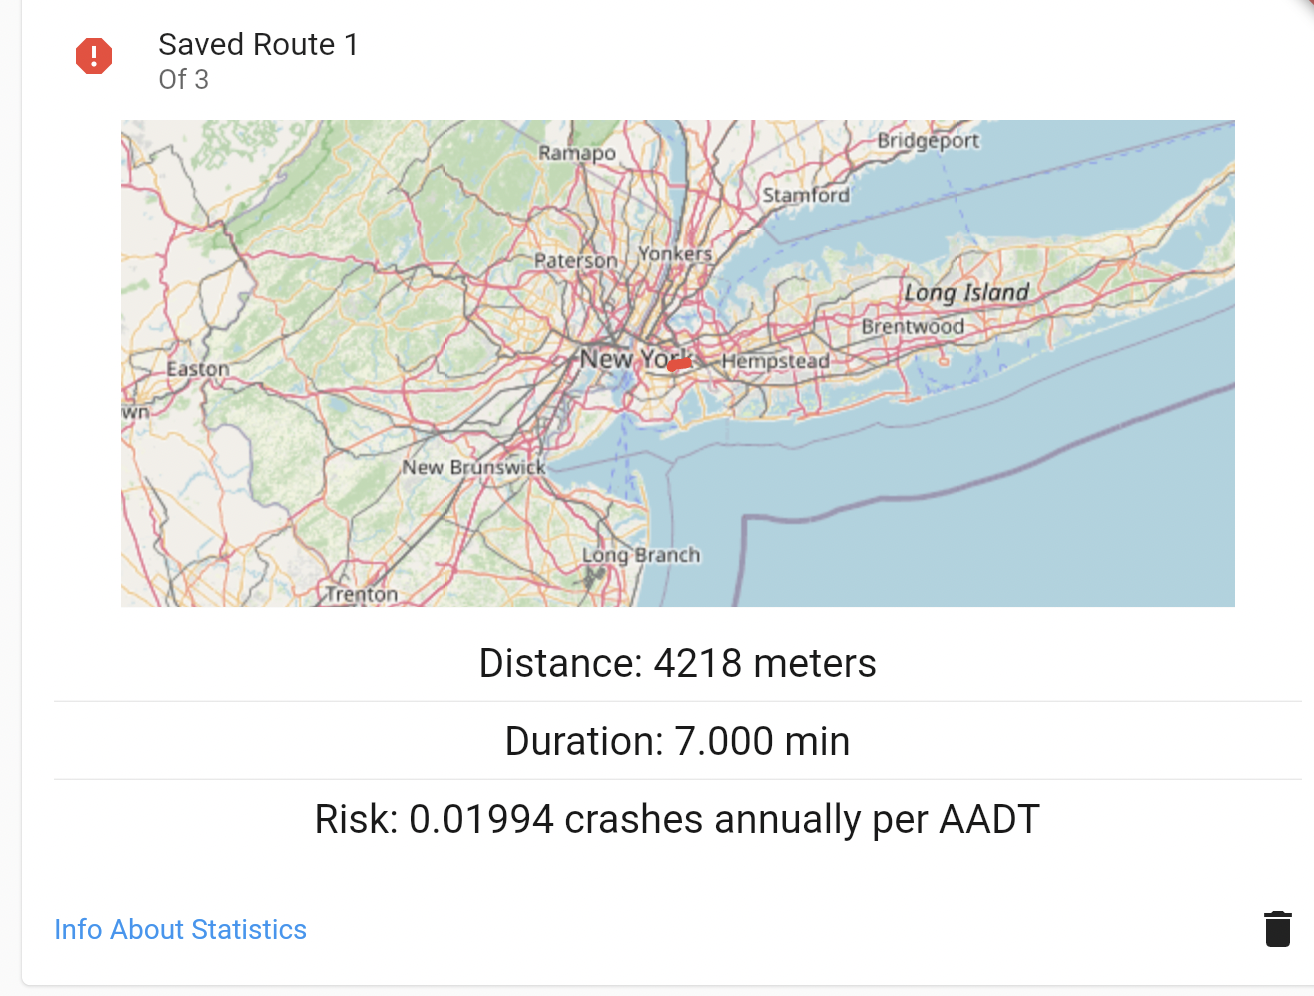 Saved Route 1
Of 3
Bridgeport
Ramapo
Stamford
Yonkers
Paterson
Long Island
Brentwood
New York
Hempstead
Easton
wn
New Brunswick
Long Branch
Trenton
Distance: 4218 meters
Duration: 7.000 min
Risk: 0.01994 crashes annually per AADT
Info About Statistics